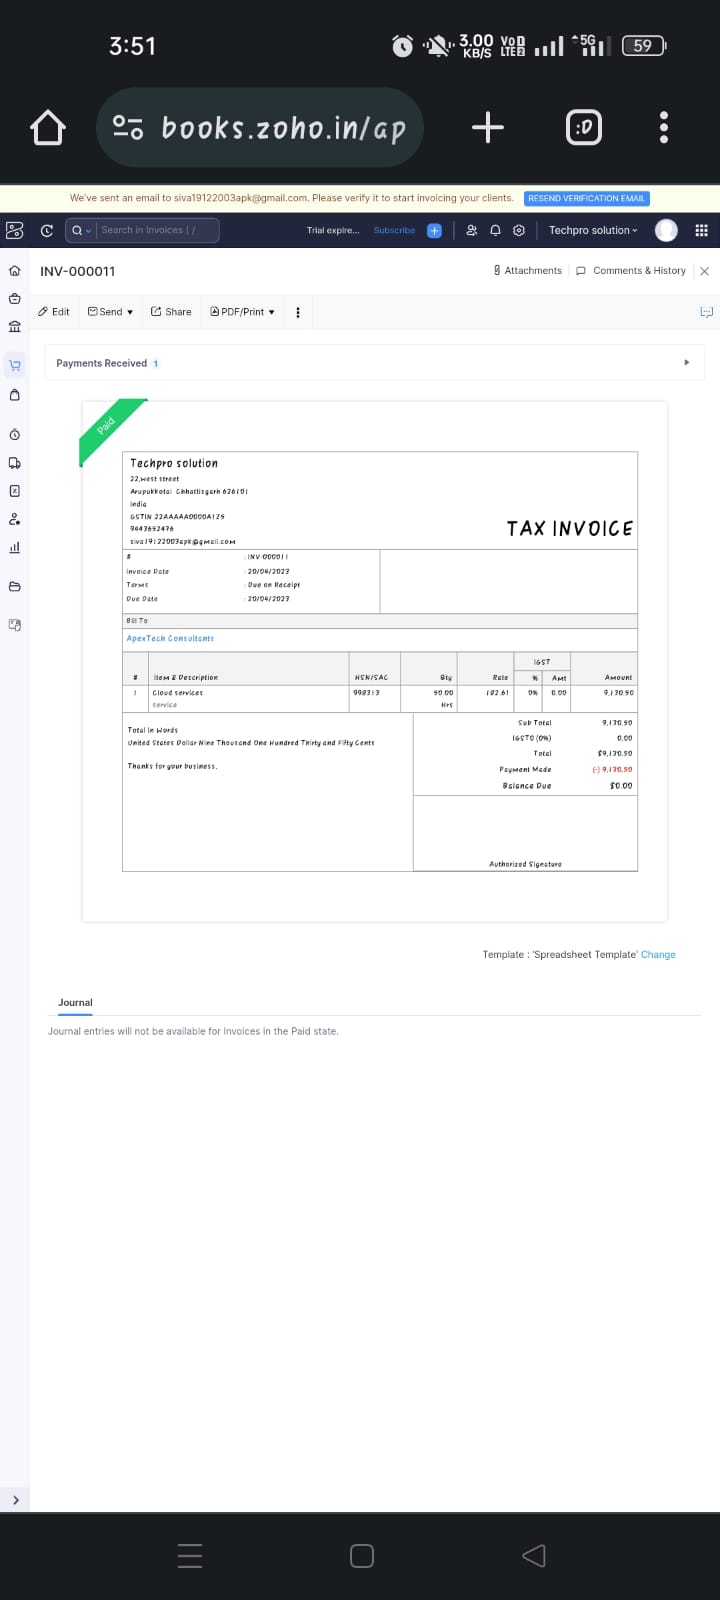 3:51
3.00 KB/S
VoD LTE2
5G
59
books.zoho.in/ap
:D
We've sent an email to siva19122003apk@gmail.com. Please verify it to start invoicing your clients. RESEND VERIFICATION EMAIL
Search in Invoices ( /
Trial expire... Subscribe
Techpro solution
INV-000011
Attachments
Comments & History
Edit
Send
Share
PDF/Print
Payments Received 1
Paid
Techpro solution
22,west street
Arupukkotai Chhattisgarh 626101
India
GSTIN 22AAAAA0000A1Z5
9443652476
siva19122003apk@gmail.com
TAX INVOICE
# : INV-000011
Invoice Date : 20/04/2023
Terms : Due on Receipt
Due Date : 20/04/2023
Bill To
ApexTech Consultants
IGST
# Item & Description HSN/SAC Qty Rate % Amt Amount
1 Cloud services 998313 50.00 182.61 0% 0.00 9,130.50
service Hrs
Sub Total 9,130.50
Total In Words
IGST0 (0%) 0.00
United States Dollar Nine Thousand One Hundred Thirty and Fifty Cents
Total $9,130.50
Thanks for your business.
Payment Made (-) 9,130.50
Balance Due $0.00
Authorized Signature
Template : 'Spreadsheet Template' Change
Journal
Journal entries will not be available for Invoices in the Paid state.